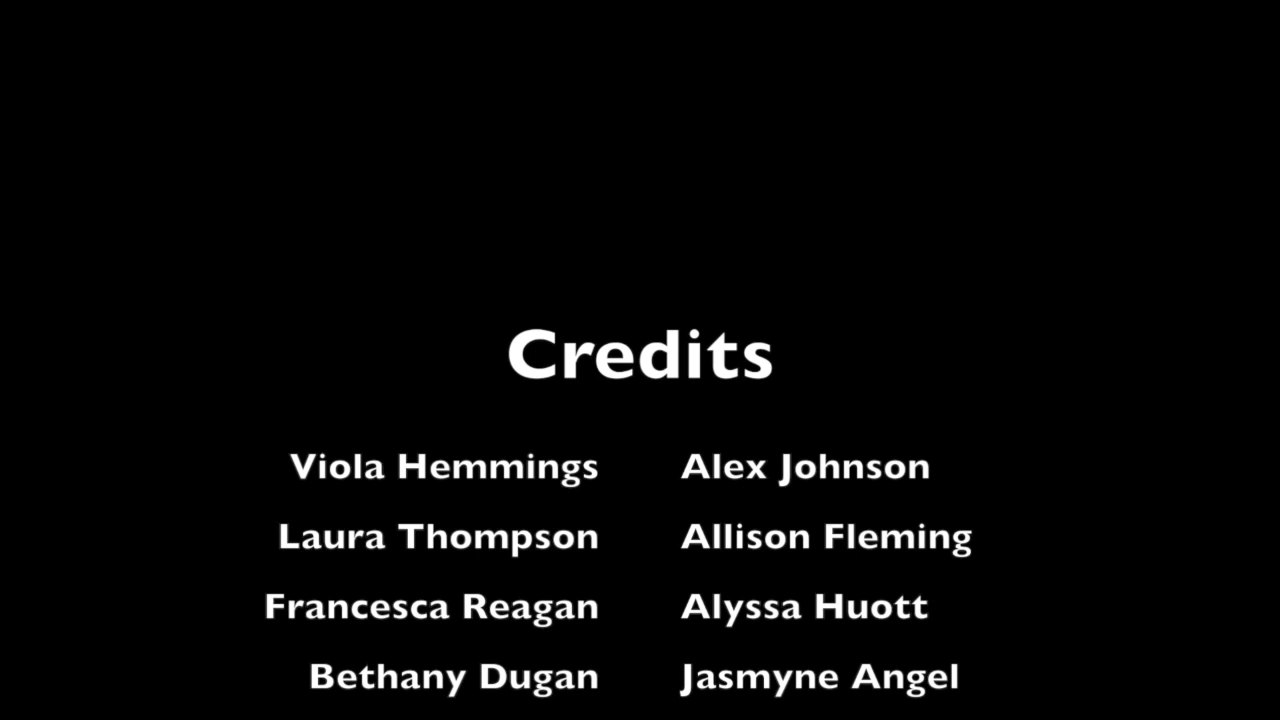 Credits
Viola Hemmings Alex Johnson
Laura Thompson Allison Fleming
Francesca Reagan Alyssa Huott
Bethany Dugan Jasmyne Angel